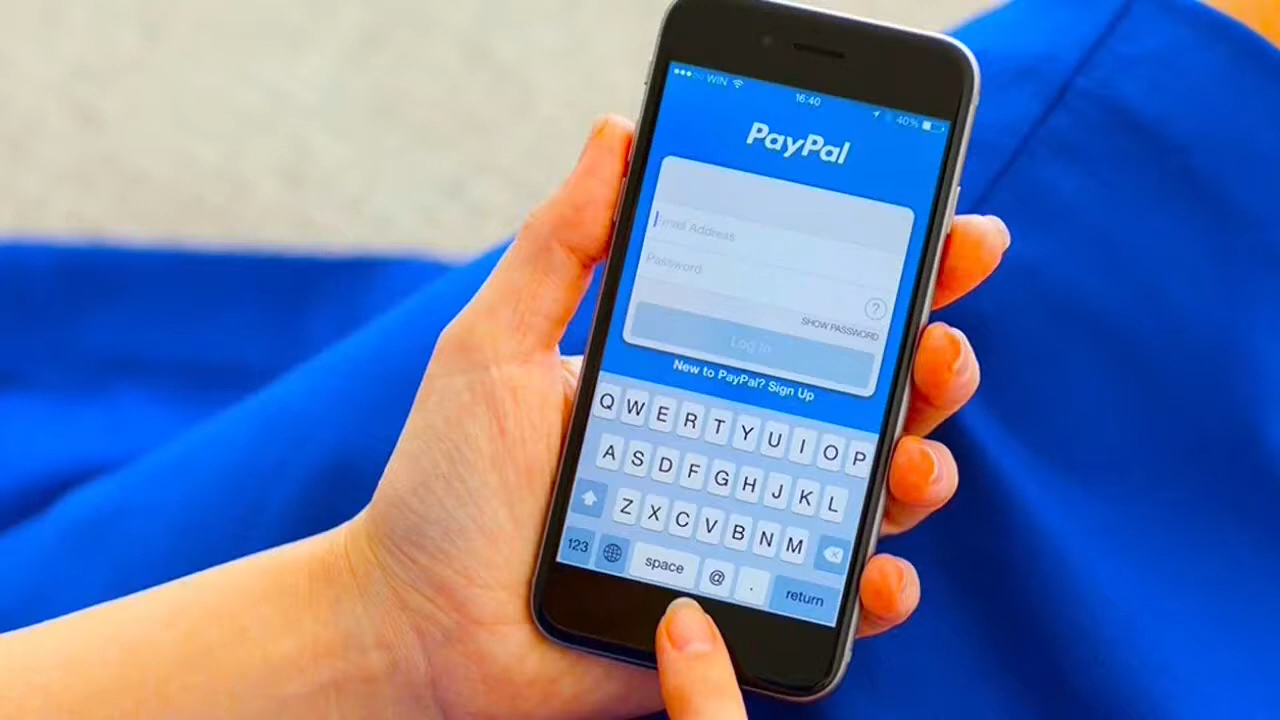 WIN
16:40
40%
PayPal
Email Address
Password
?
SHOW PASSWORD
Log In
New to PayPal? Sign Up
Q W E R T Y U I O P
A S D F G H J K L
Z X C V B N M
123 space @ . return